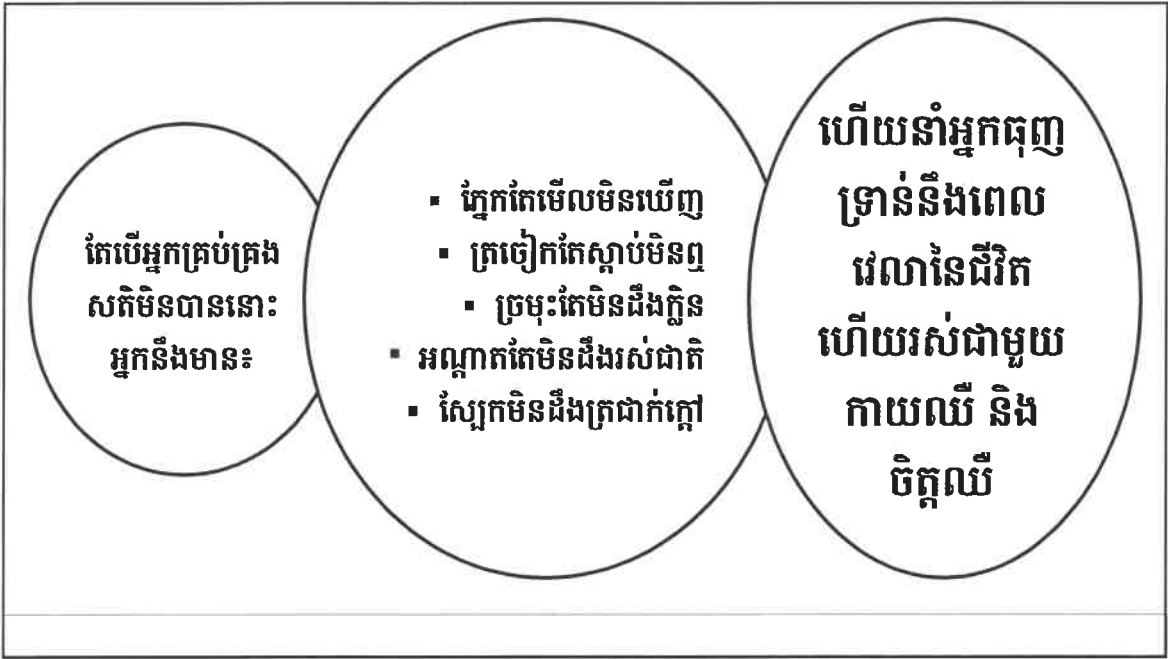 តែបើអ្នកគ្រប់គ្រង
សតិមិនបាននោះ
អ្នកនឹងមាន៖
▪ ភ្នែកតែមើលមិនឃើញ
▪ ត្រចៀកតែស្តាប់មិនឮ
▪ ច្រមុះតែមិនដឹងក្លិន
▪ អណ្តាតតែមិនដឹងរស់ជាតិ
▪ ស្បែកមិនដឹងត្រជាក់ក្តៅ
ហើយនាំអ្នកធុញ
ទ្រាន់នឹងពេល
វេលានៃជីវិត
ហើយរស់ជាមួយ
កាយឈឺ និង
ចិត្តឈឺ